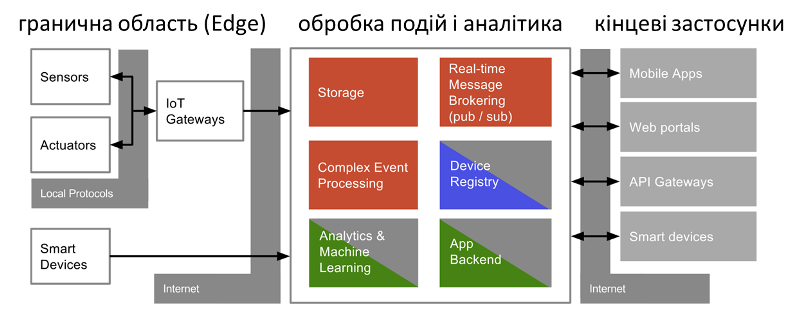 гранична область (Edge)
обробка подій і аналітика
кінцеві застосунки
Sensors
Actuators
Local Protocols
IoT
Gateways
Smart
Devices
Internet
Storage
Real-time
Message
Brokering
(pub / sub)
Complex Event
Processing
Device
Registry
Analytics &
Machine
Learning
App
Backend
Mobile Apps
Web portals
API Gateways
Smart devices
Internet